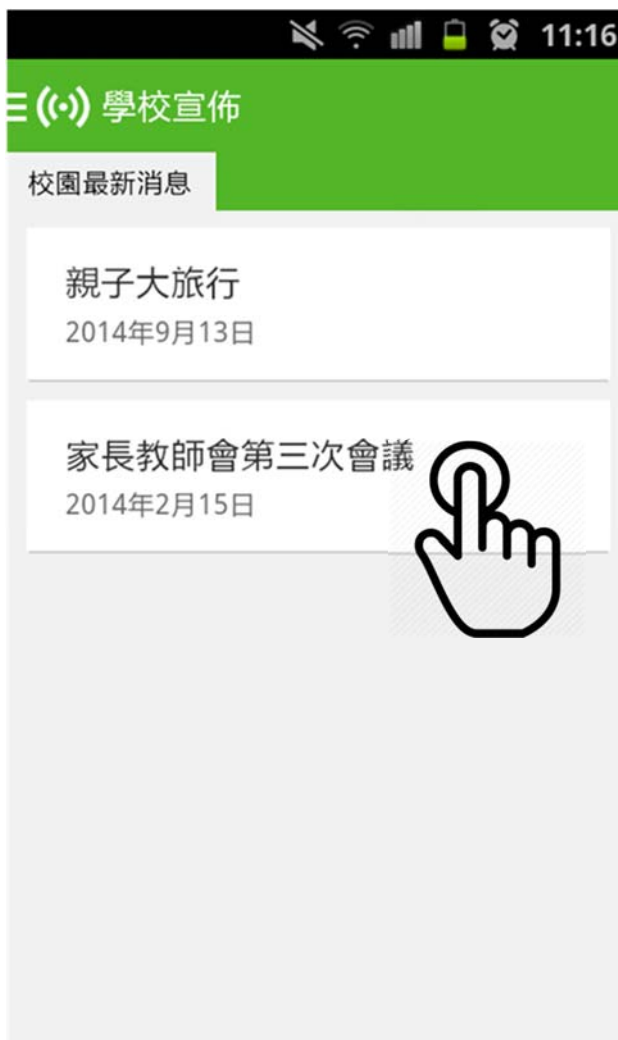 11:16
學校宣佈
校園最新消息
親子大旅行
2014年9月13日
家長教師會第三次會議
2014年2月15日